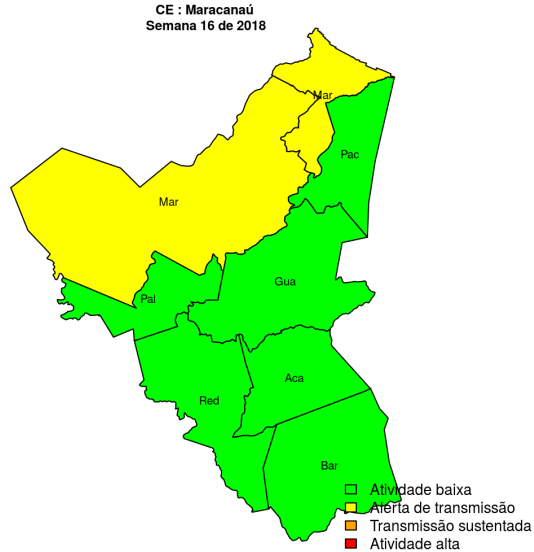 CE : Maracanaú
Semana 16 de 2018
Mar
Pac
Mar
Gua
Pal
Aca
Red
Bar
Atividade baixa
Alerta de transmissão
Transmissão sustentada
Atividade alta